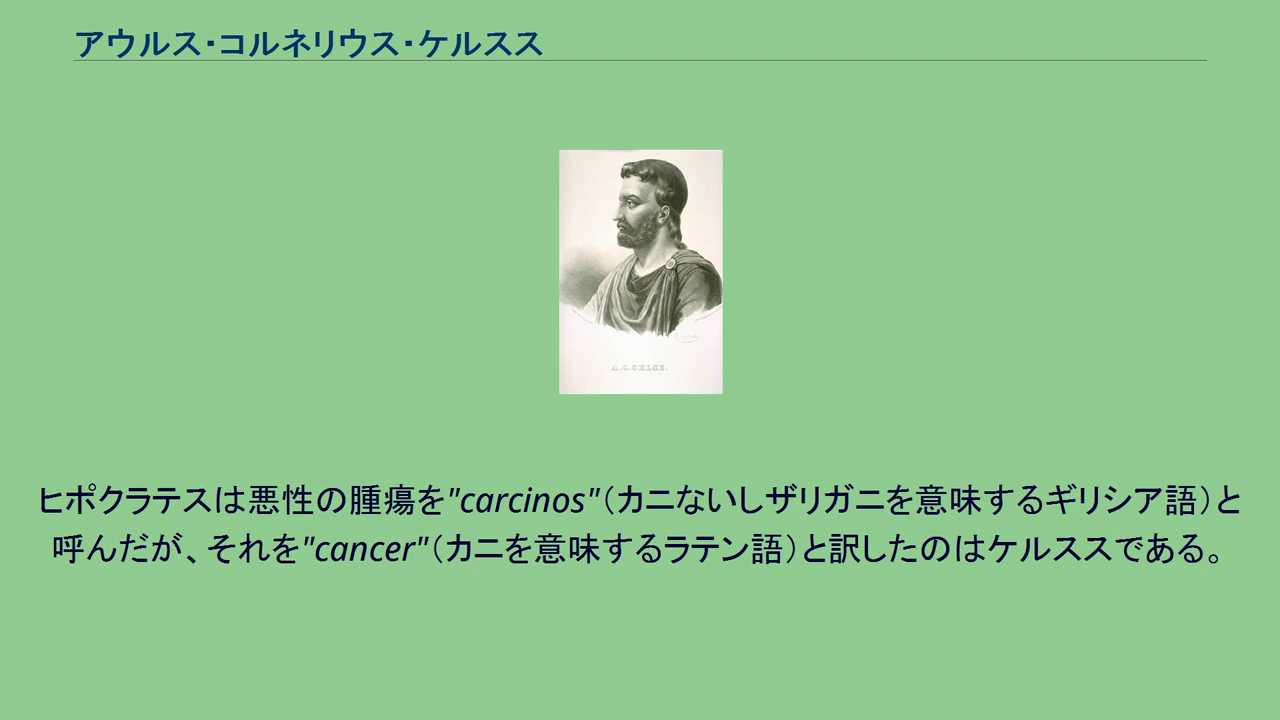 アウルス・コルネリウス・ケルスス
A.C.CELSE.
ヒポクラテスは悪性の腫瘍を"carcinos"（カニないしザリガニを意味するギリシア語）と
呼んだが、それを"cancer"（カニを意味するラテン語）と訳したのはケルススである。